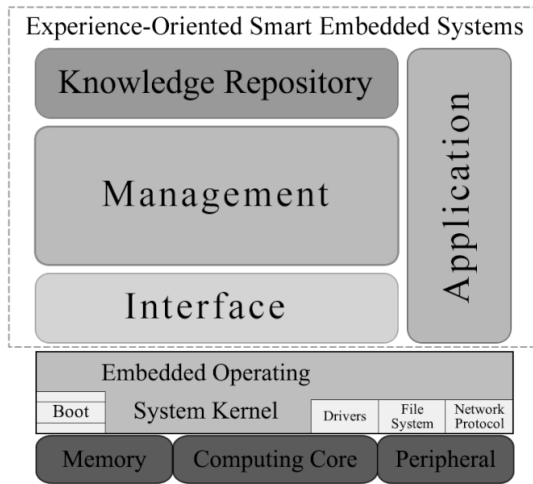 Experience-Oriented Smart Embedded Systems
Knowledge Repository
Management
Interface
Application
Embedded Operating
System Kernel
Boot
Drivers
File
System
Network
Protocol
Memory
Computing Core
Peripheral